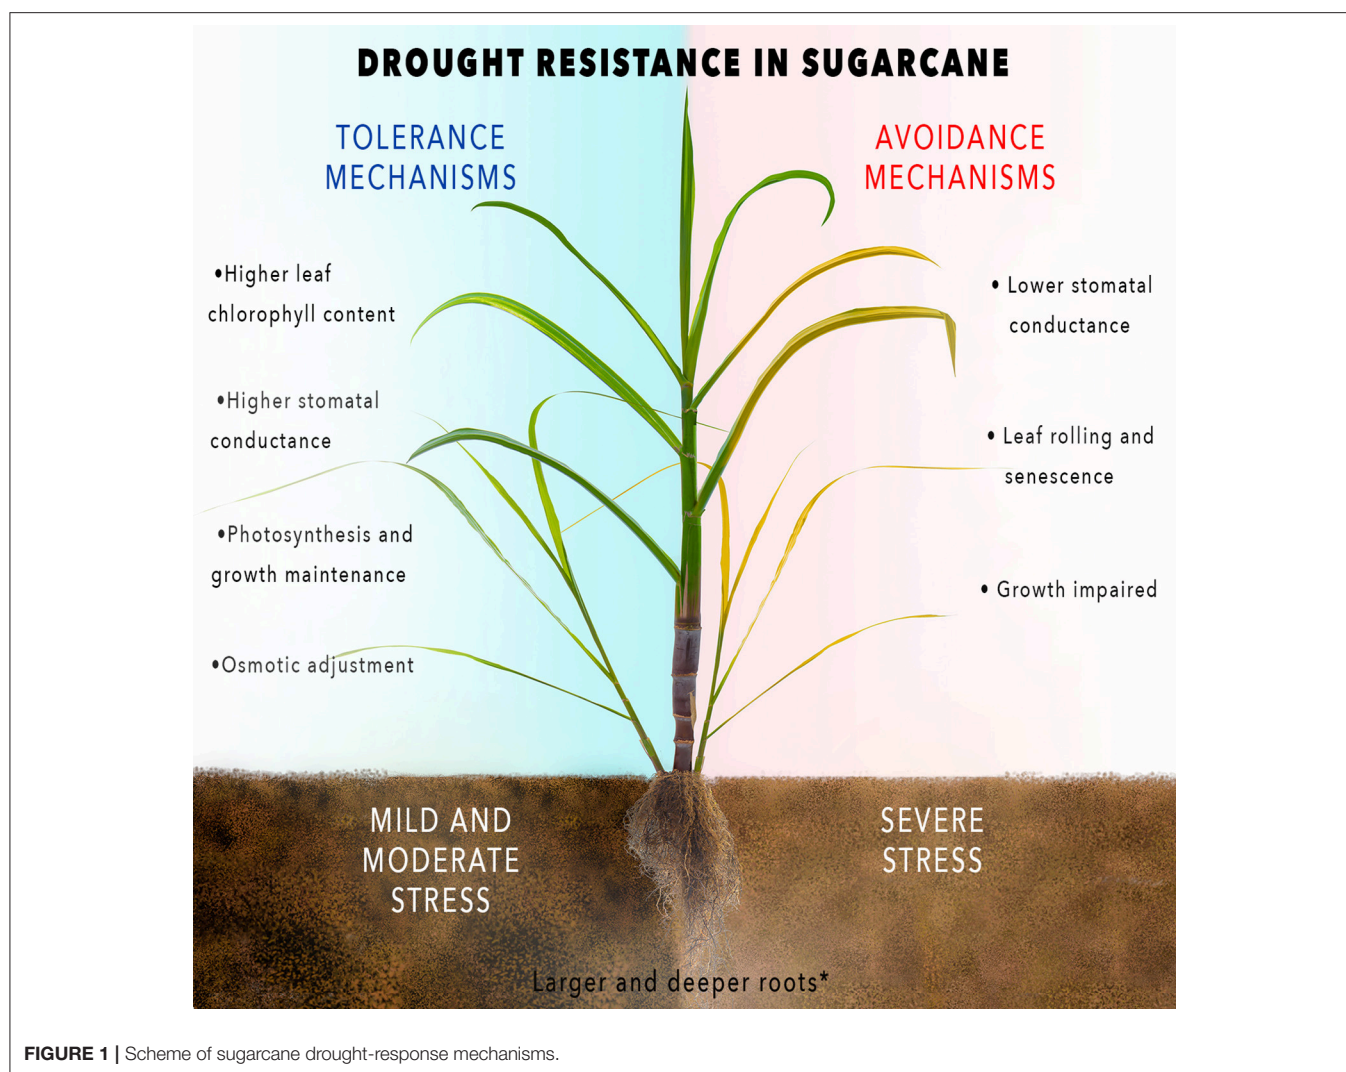 DROUGHT RESISTANCE IN SUGARCANE
TOLERANCE
MECHANISMS
•Higher leaf
chlorophyll content
•Higher stomatal
conductance
•Photosynthesis and
growth maintenance
•Osmotic adjustment
AVOIDANCE
MECHANISMS
• Lower stomatal
conductance
• Leaf rolling and
senescence
• Growth impaired
MILD AND
MODERATE
STRESS
SEVERE
STRESS
Larger and deeper roots*
FIGURE 1 | Scheme of sugarcane drought-response mechanisms.